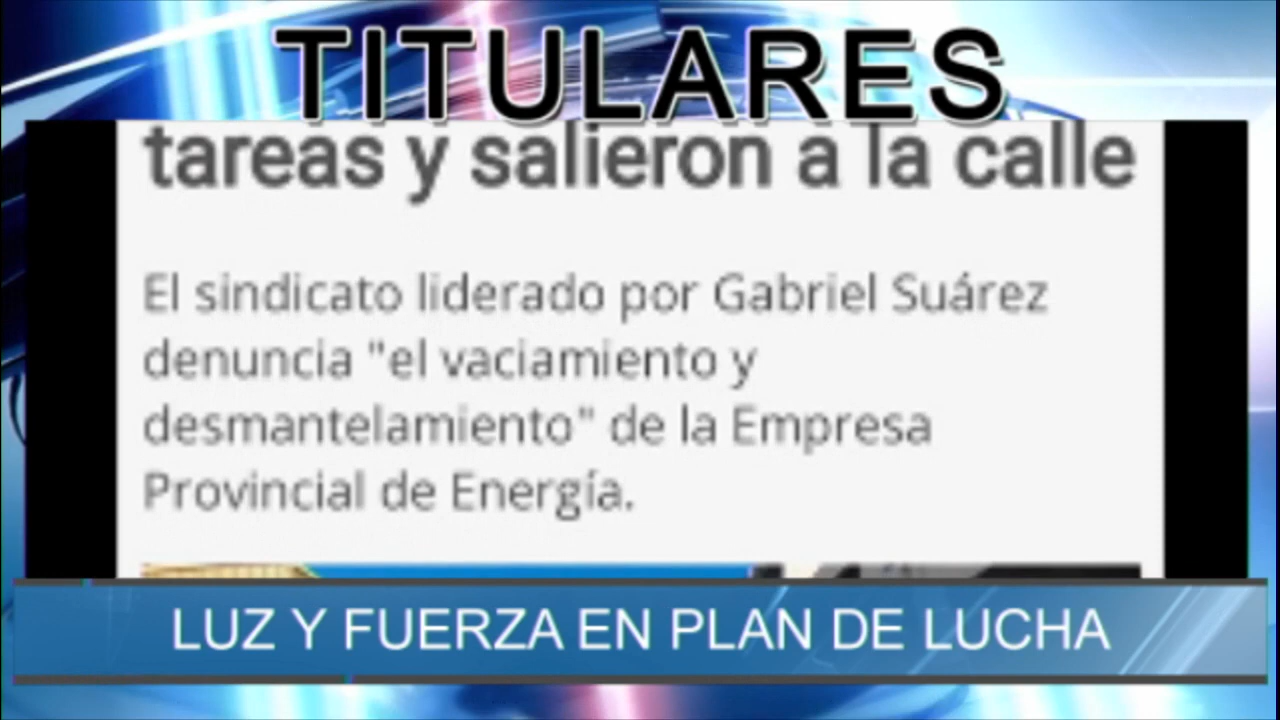 TITULARES
tareas y salieron a la calle
El sindicato liderado por Gabriel Suárez
denuncia "el vaciamiento y
desmantelamiento" de la Empresa
Provincial de Energía.
LUZ Y FUERZA EN PLAN DE LUCHA